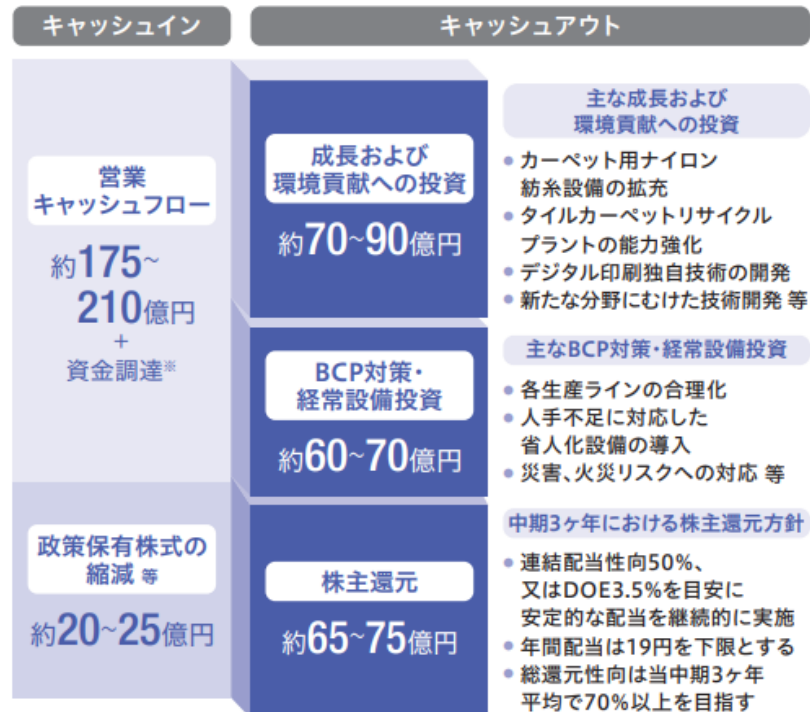 キャッシュイン
キャッシュアウト
営業
キャッシュフロー
約175~
210億円
+
資金調達※
政策保有株式の
縮減 等
約20~25億円
成長および
環境貢献への投資
約70~90億円
BCP対策・
経常設備投資
約60~70億円
株主還元
約65~75億円
主な成長および
環境貢献への投資
• カーペット用ナイロン
紡糸設備の拡充
• タイルカーペットリサイクル
プラントの能力強化
• デジタル印刷独自技術の開発
• 新たな分野にむけた技術開発 等
主なBCP対策・経常設備投資
• 各生産ラインの合理化
• 人手不足に対応した
省人化設備の導入
• 災害、火災リスクへの対応 等
中期3ヶ年における株主還元方針
• 連結配当性向50%、
又はDOE3.5%を目安に
安定的な配当を継続的に実施
• 年間配当は19円を下限とする
• 総還元性向は当中期3ヶ年
平均で70%以上を目指す